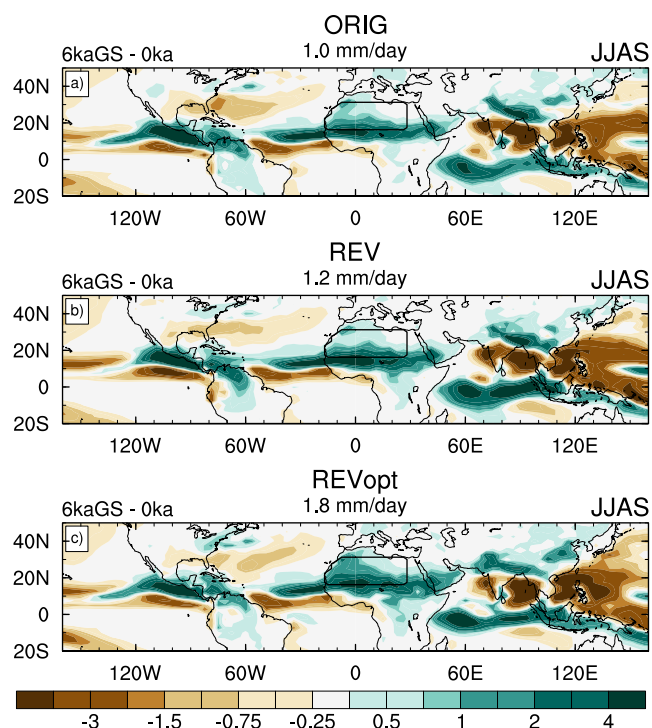 ORIG
6kaGS - 0ka 1.0 mm/day JJAS
a)
40N
20N
0
20S
120W 60W 0 60E 120E
REV
6kaGS - 0ka 1.2 mm/day JJAS
b)
40N
20N
0
20S
120W 60W 0 60E 120E
REVopt
6kaGS - 0ka 1.8 mm/day JJAS
c)
40N
20N
0
20S
120W 60W 0 60E 120E
-3 -1.5 -0.75 -0.25 0.5 1 2 4